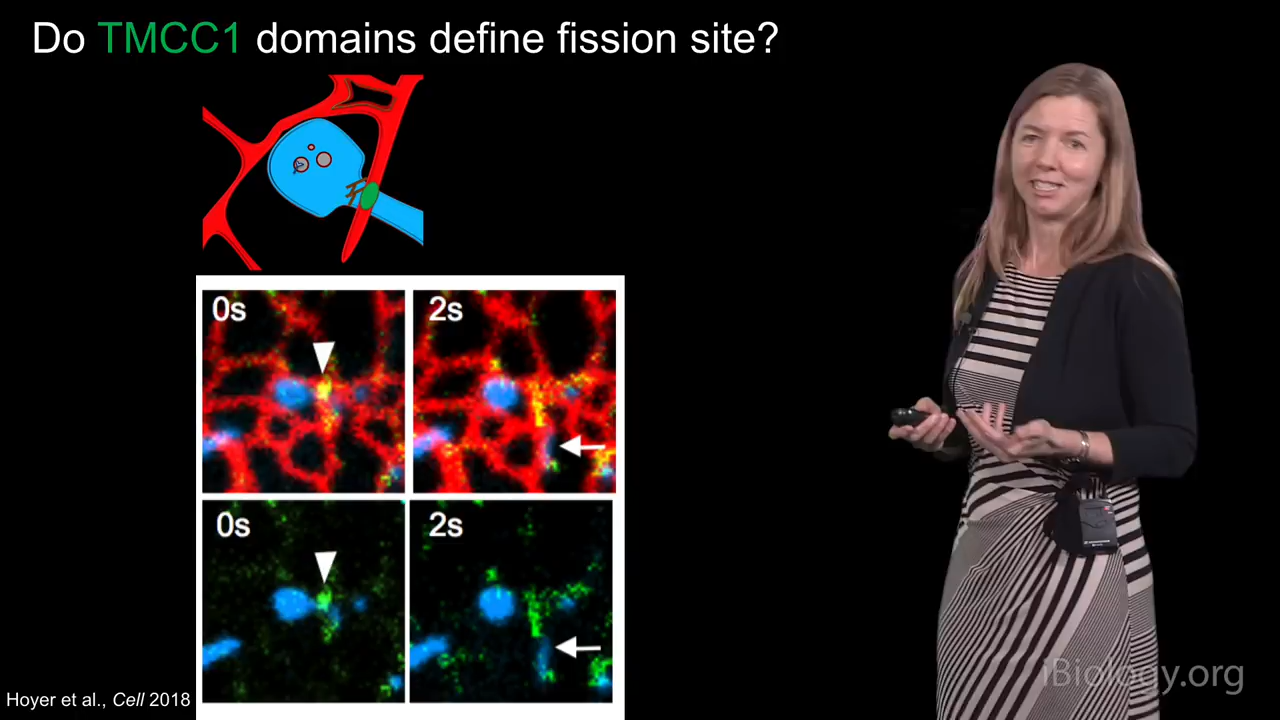 Do TMCC1 domains define fission site?
0s
2s
0s
2s
Hoyer et al., Cell 2018
iBiology.org